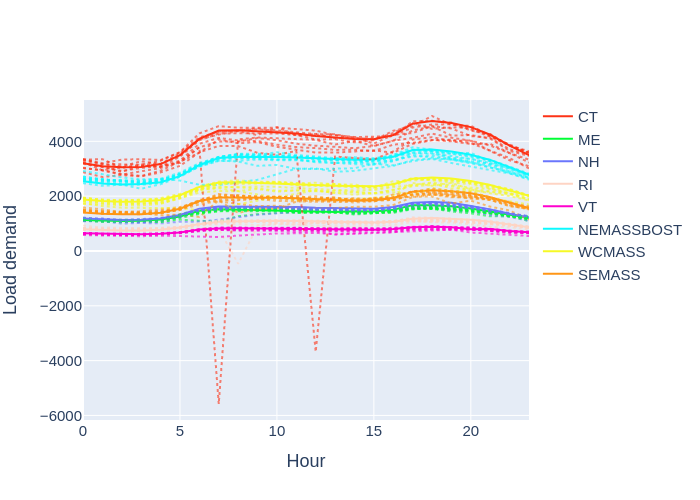 4000
2000
0
−2000
−4000
−6000
0
5
10
15
20
Hour
Load demand
CT
ME
NH
RI
VT
NEMASSBOST
WCMASS
SEMASS